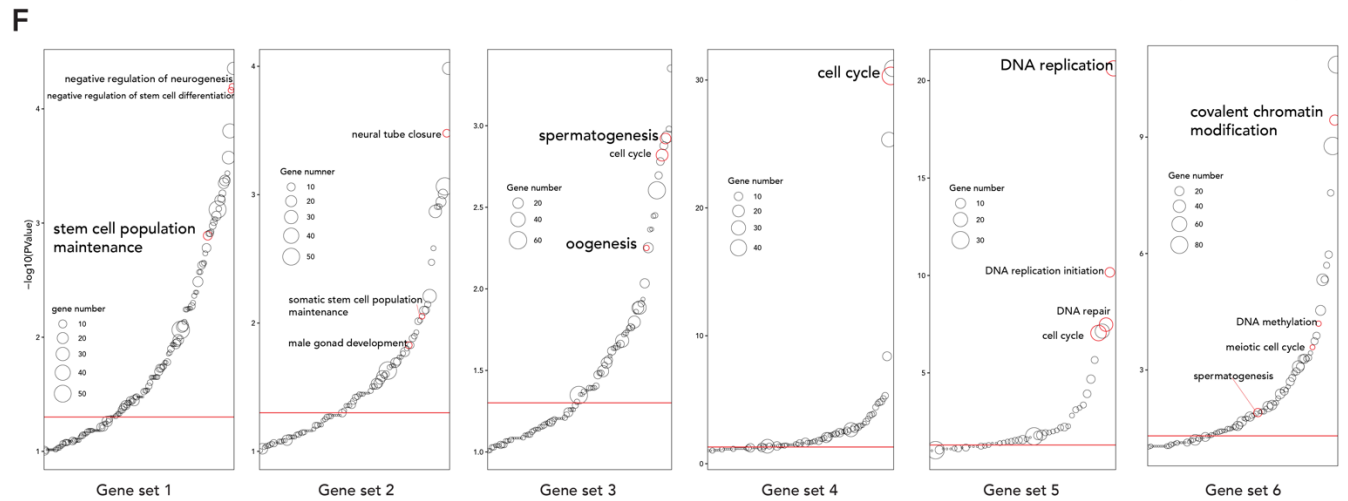 F
negative regulation of neurogenesis
negative regulation of stem cell differentiation
4
stem cell population
maintenance
3
−log10(PValue)
gene number
10
20
30
40
50
2
1
Gene set 1
4
neural tube closure
Gene numner
10
20
30
40
50
3
somatic stem cell population
maintenance
2
male gonad development
1
Gene set 2
3.0
spermatogenesis
cell cycle
Gene number
20
40
60
2.5
oogenesis
2.0
1.5
1.0
Gene set 3
30
cell cycle
Gene number
10
20
30
40
20
10
0
Gene set 4
20
DNA replication
15
Gene number
10
20
30
10
DNA replication initiation
DNA repair
cell cycle
5
Gene set 5
covalent chromatin
modification
9
Gene number
20
40
60
80
6
DNA methylation
meiotic cell cycle
3
spermatogenesis
Gene set 6